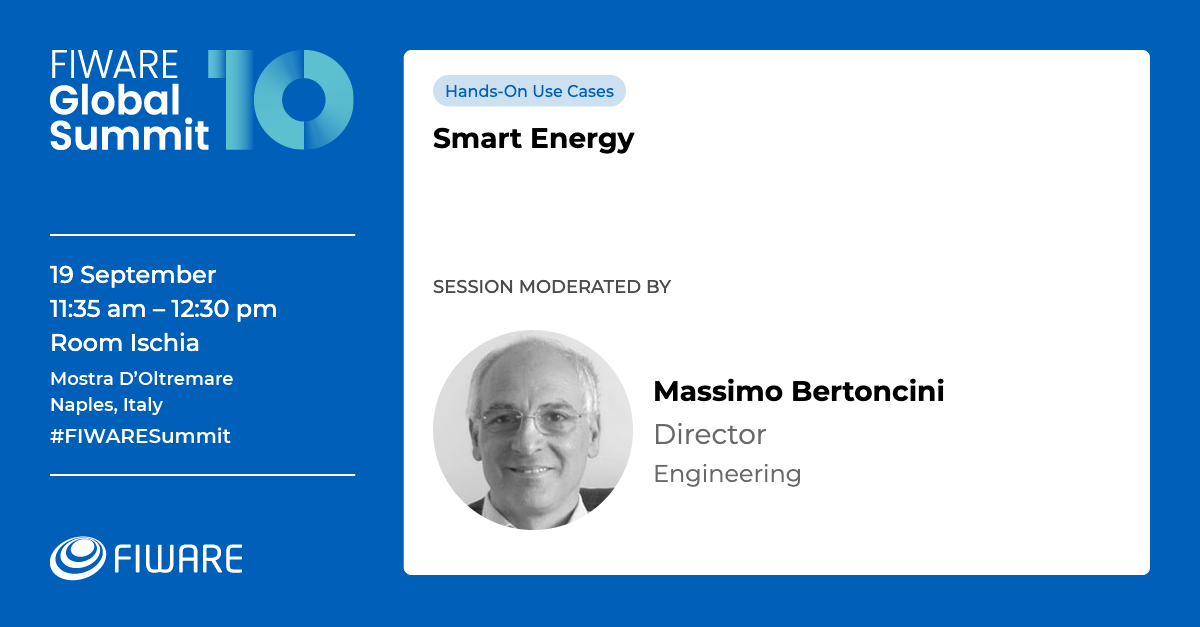 FIWARE
Global
Summit 10
19 September
11:35 am – 12:30 pm
Room Ischia
Mostra D’Oltremare
Naples, Italy
#FIWARESummit
FIWARE
Hands-On Use Cases
Smart Energy
SESSION MODERATED BY
Massimo Bertoncini
Director
Engineering